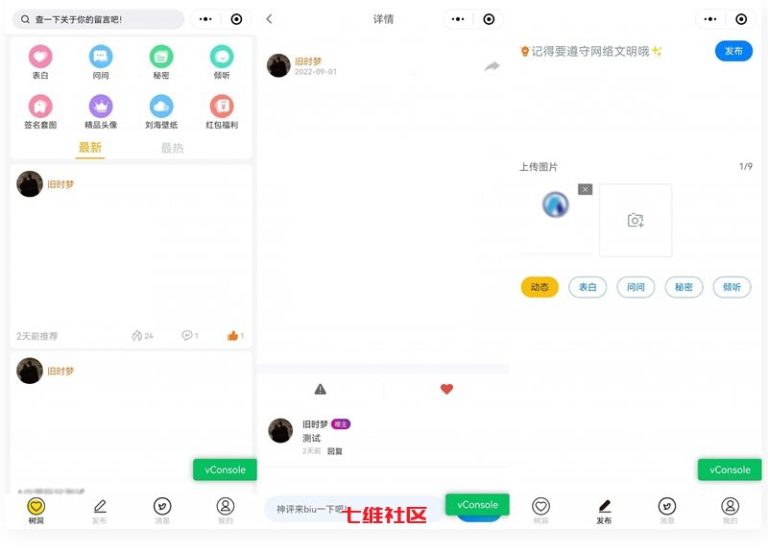 查一下关于你的留言吧！
表白
问问
秘密
倾听
签名套图
精品头像
刘海壁纸
红包福利
最新
最热
旧时梦
2天前推荐
24
1
1
旧时梦
vConsole
树洞
发布
消息
我的
详情
旧时梦
2022-09-01
旧时梦
楼主
测试
2天前
回复
神评来biu一下吧
vConsole
七维社区
记得要遵守网络文明哦
发布
上传图片
1/9
动态
表白
问问
秘密
倾听
vConsole
树洞
发布
消息
我的